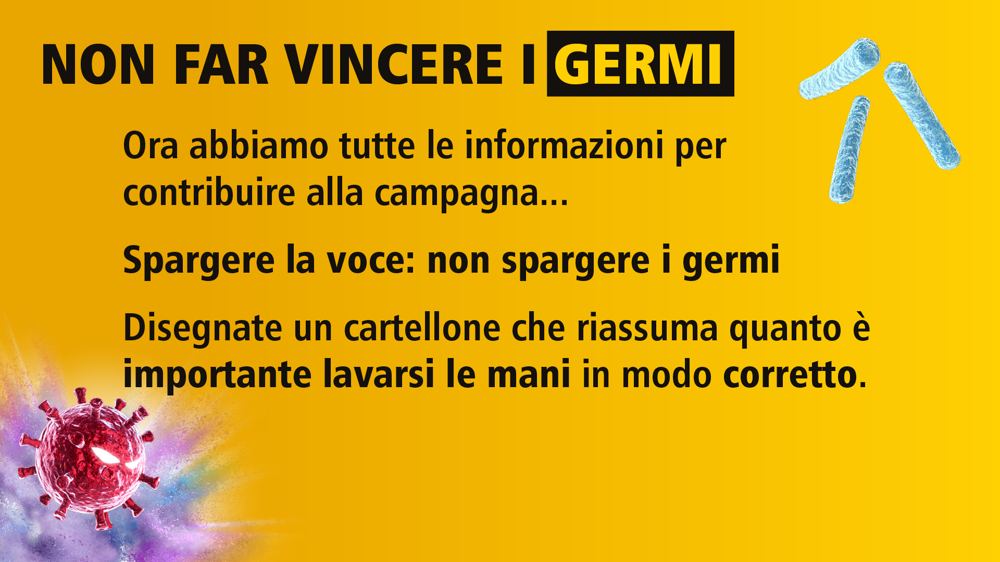 NON FAR VINCERE I GERMI
Ora abbiamo tutte le informazioni per
contribuire alla campagna...
Spargere la voce: non spargere i germi
Disegnate un cartellone che riassuma quanto è
importante lavarsi le mani in modo corretto.